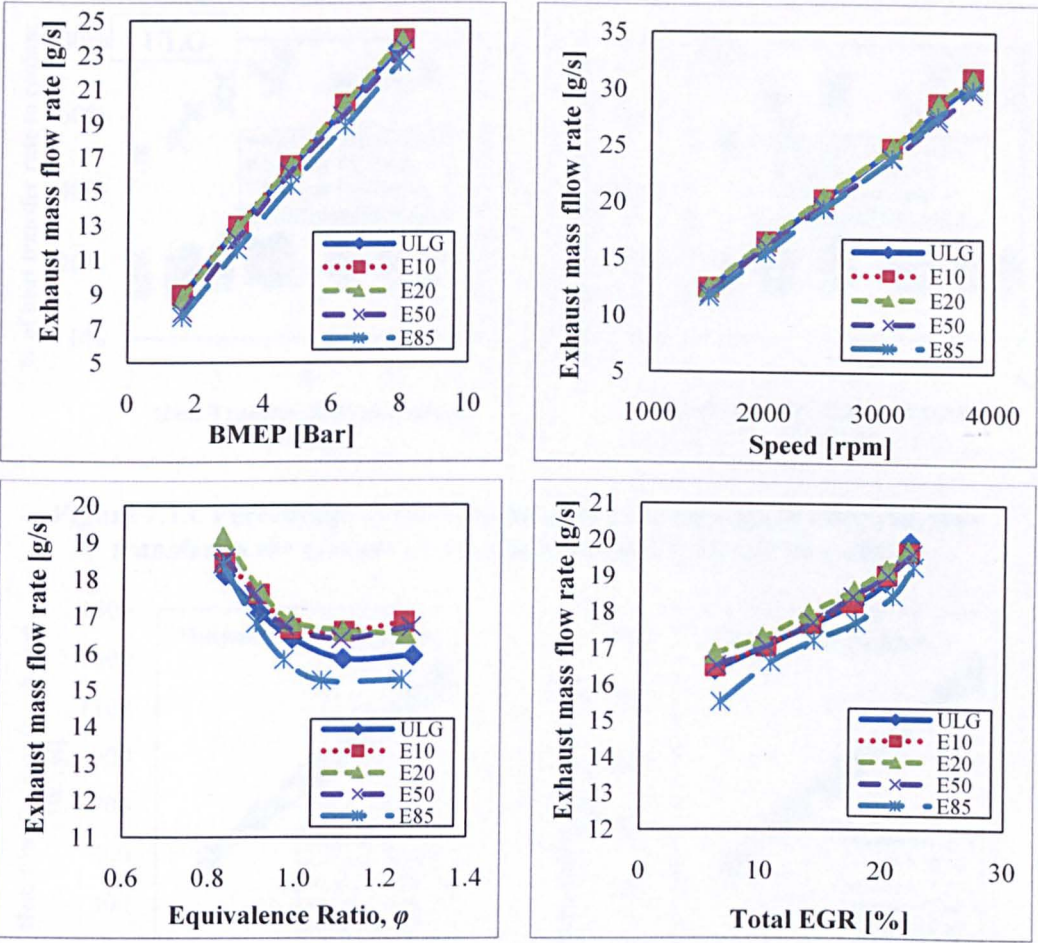 Exhaust mass flow rate [g/s]
25
23
21
19
17
15
13
11
9
7
5
ULG
E10
E20
E50
E85
0 2 4 6 8 10
BMEP [Bar]
Exhaust mass fllow rate [g/s]
35
30
25
20
15
10
5
ULG
E10
E20
E50
E85
1000 2000 3000 4000
Speed [rpm]
Exhaust mass flow rate [g/s]
20
19
18
17
16
15
14
13
12
11
ULG
E10
E20
E50
E85
0.6 0.8 1.0 1.2 1.4
Equivalence Ratio, φ
Exhaust mass flow rate [g/s]
21
20
19
18
17
16
15
14
13
12
ULG
E10
E20
E50
E85
0 10 20 30
Total EGR [%]